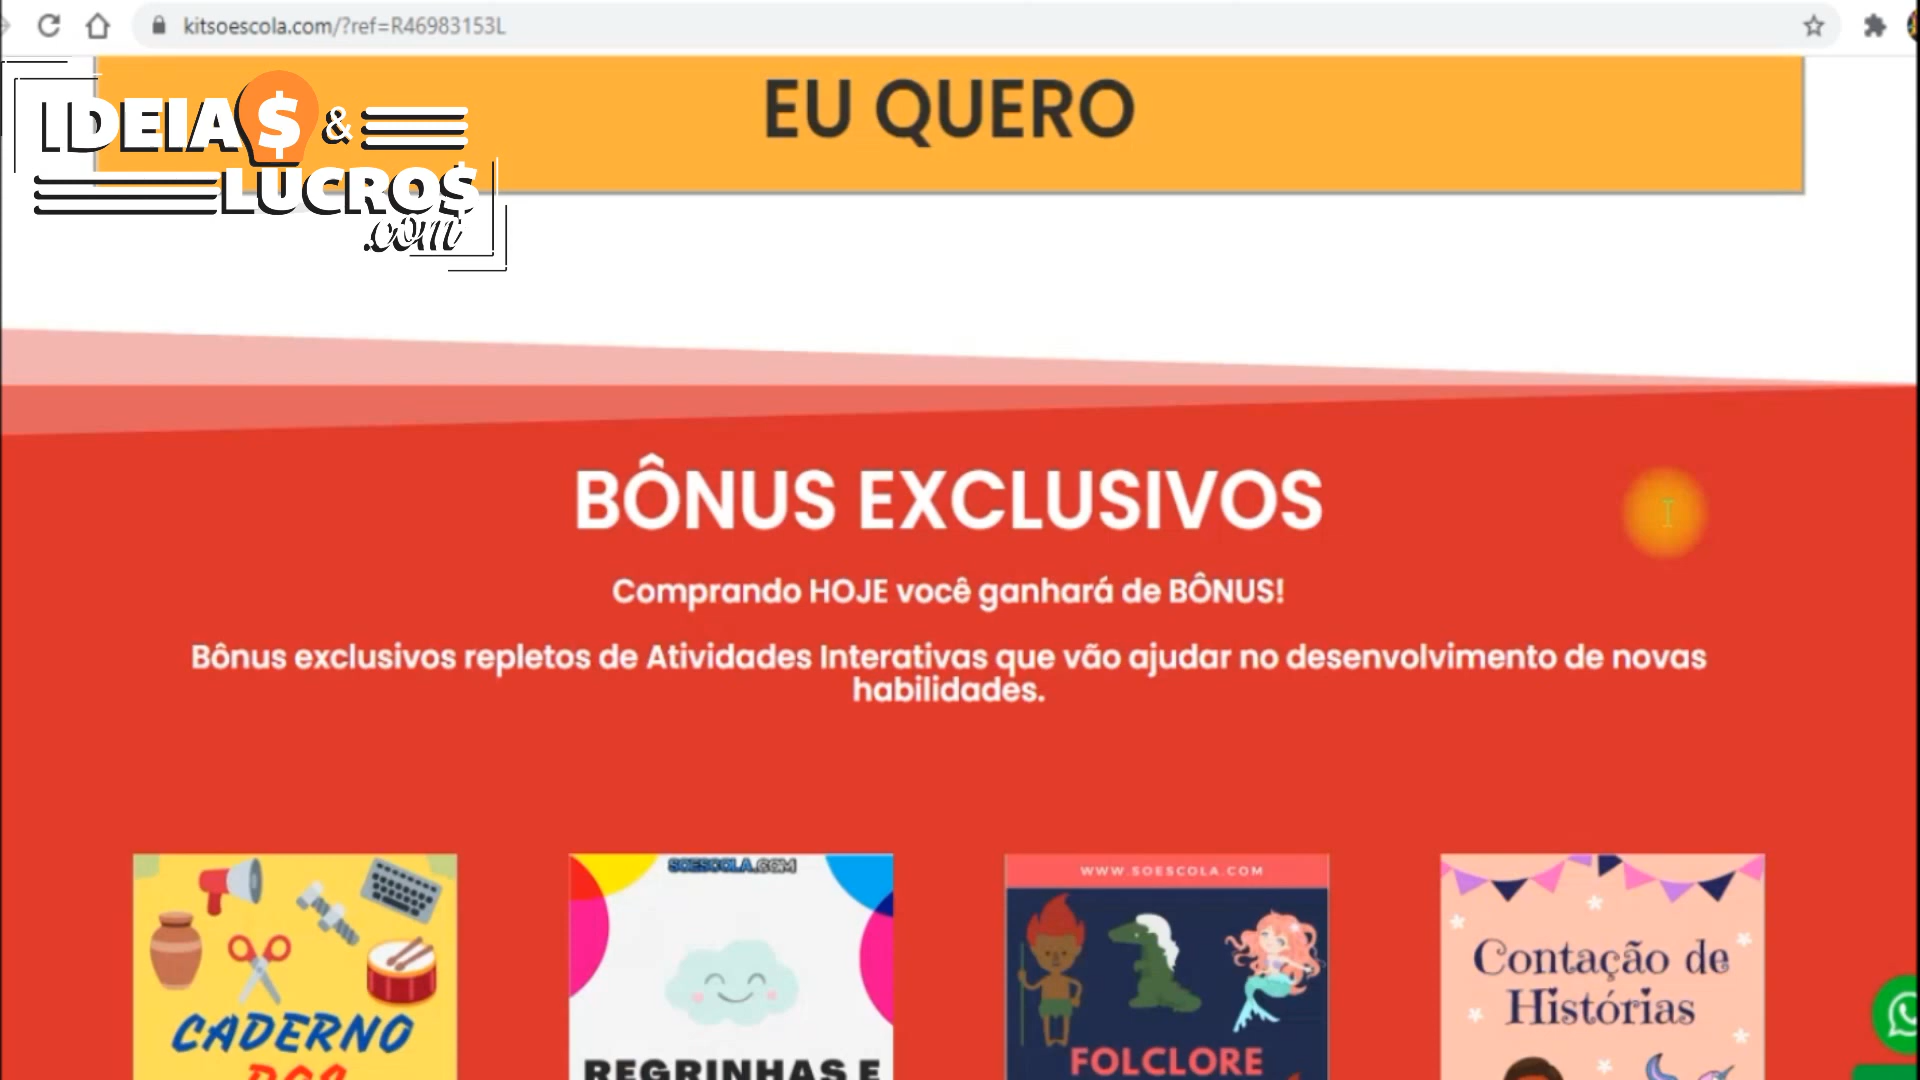 kitsoescola.com/?ref=R46983153L
IDEIA$ &
LUCRO$
.com
EU QUERO
BÔNUS EXCLUSIVOS
Comprando HOJE você ganhará de BÔNUS!
Bônus exclusivos repletos de Atividades Interativas que vão ajudar no desenvolvimento de novas
habilidades.
CADERNO
DOS
SOESCOLA.COM
REGRINHAS E
WWW.SOESCOLA.COM
FOLCLORE
Contação de
Histórias